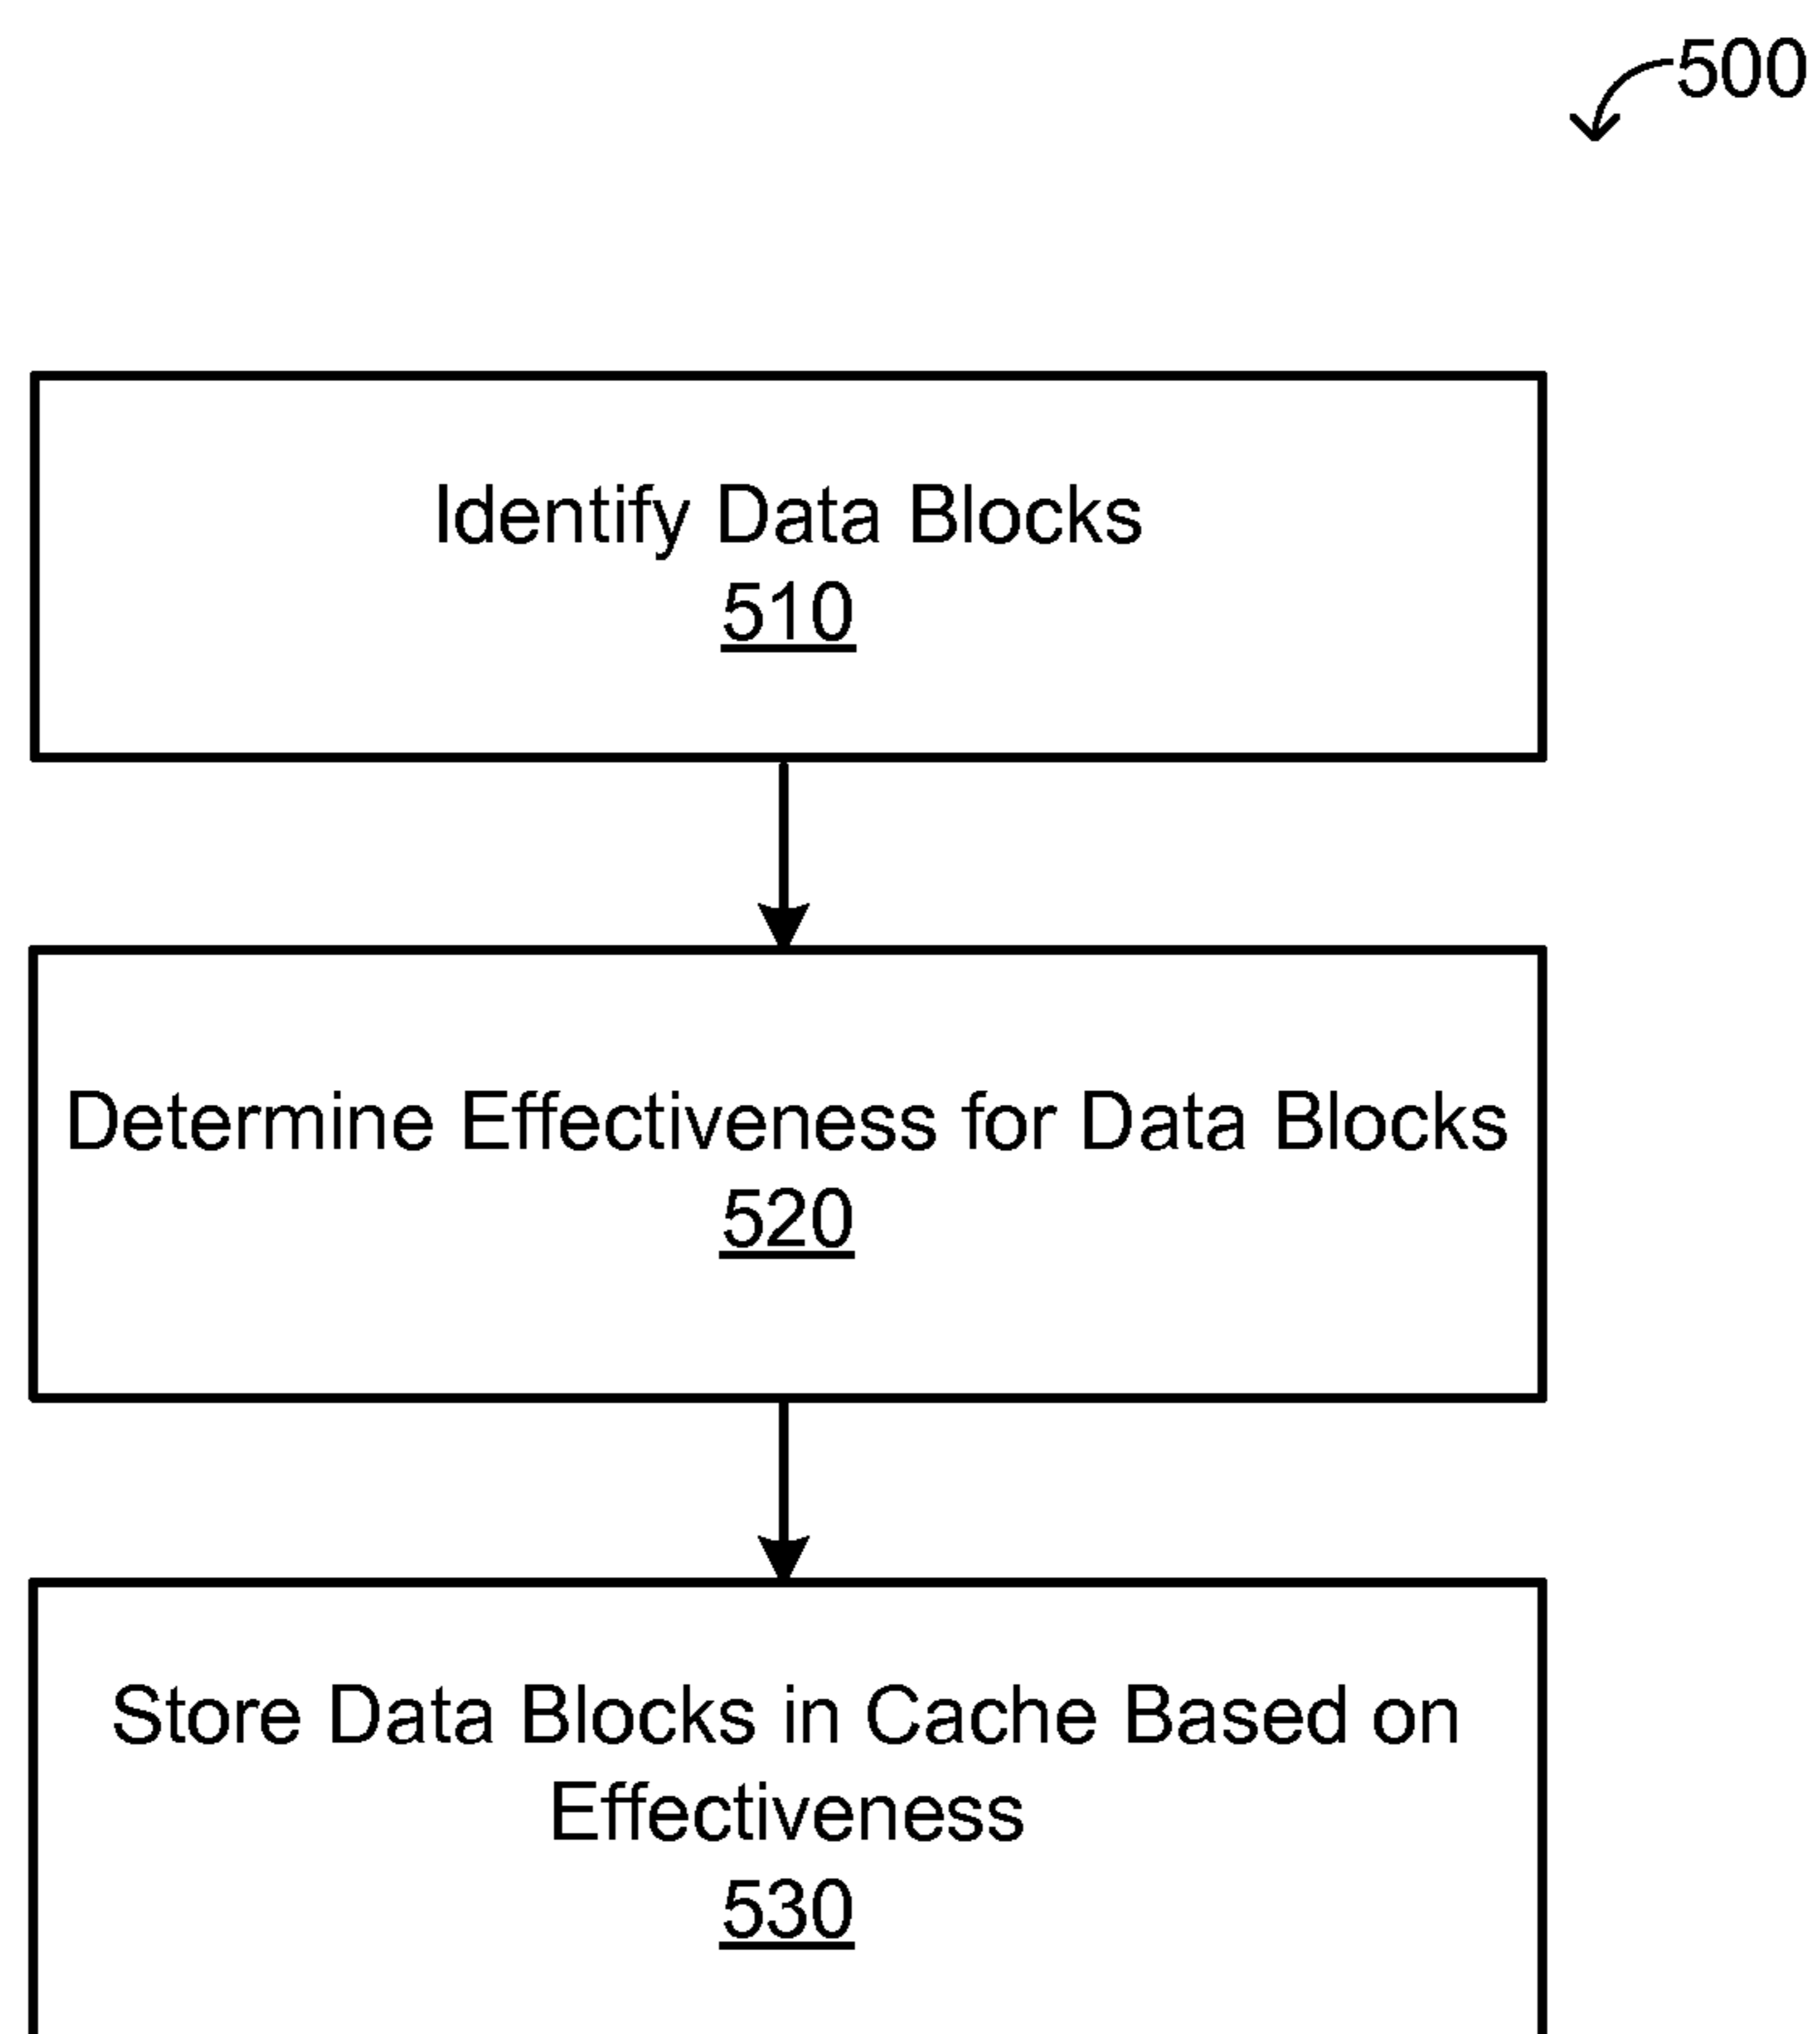 500
Identify Data Blocks
510
Determine Effectiveness for Data Blocks
520
Store Data Blocks in Cache Based on
Effectiveness
530